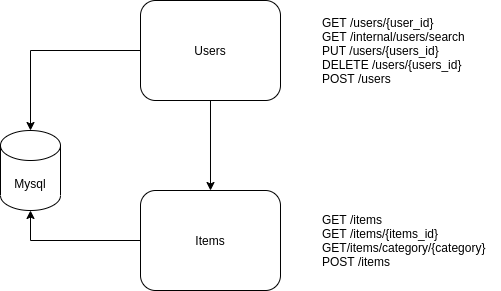 Users
GET /users/{user_id}
GET /internal/users/search
PUT /users/{users_id}
DELETE /users/{users_id}
POST /users
Mysql
Items
GET /items
GET /items/{items_id}
GET/items/category/{category}
POST /items